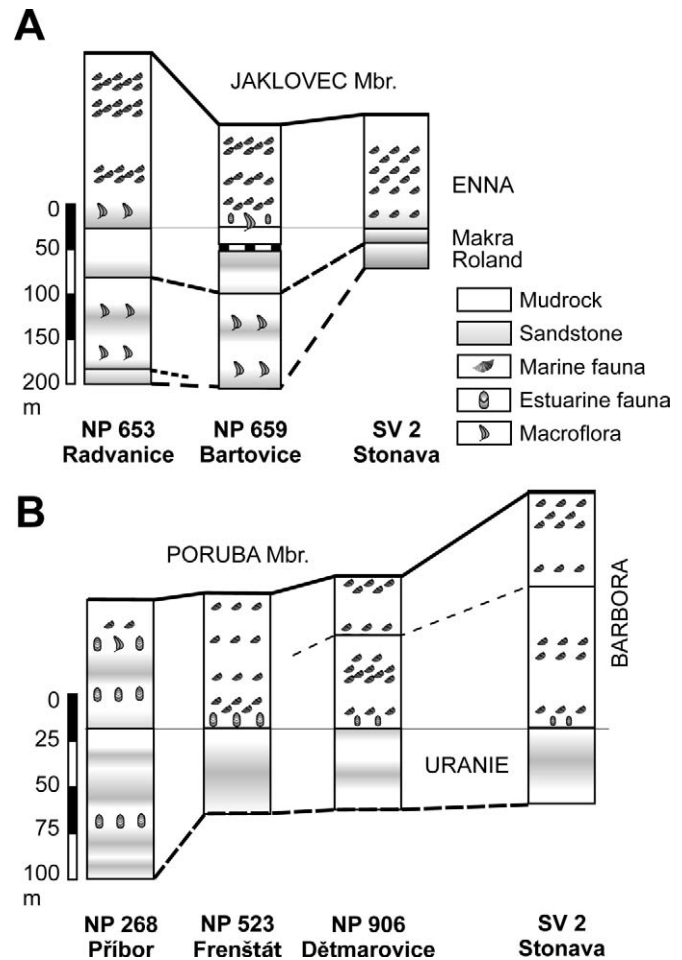 A
JAKLOVEC Mbr.
ENNA
Makra
Roland
0
50
100
150
200
m
Mudrock
Sandstone
Marine fauna
Estuarine fauna
Macroflora
NP 653
Radvanice
NP 659
Bartovice
SV 2
Stonava
B
PORUBA Mbr.
BARBORA
URANIE
0
25
50
75
100
m
NP 268
Příbor
NP 523
Frenštát
NP 906
Dětmarovice
SV 2
Stonava